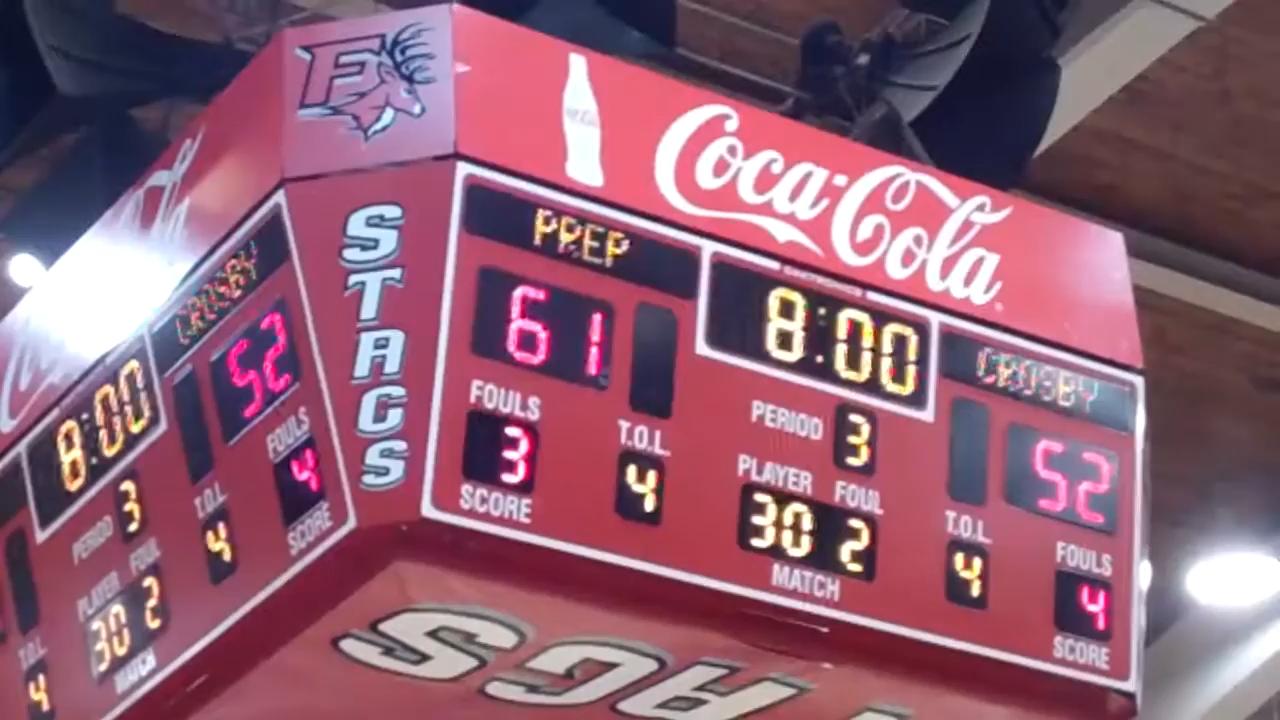 F
STAGS
Coca-Cola
PREP
61
8:00
CROSBY
52
FOULS
3
SCORE
T.O.L.
4
PERIOD 3
PLAYER FOUL
30 2
MATCH
T.O.L.
4
FOULS
4
SCORE
CROSBY
52
8:00
FOULS
4
SCORE
T.O.L.
4
PERIOD 3
PLAYER FOUL
30 2
MATCH
T.O.L.
4